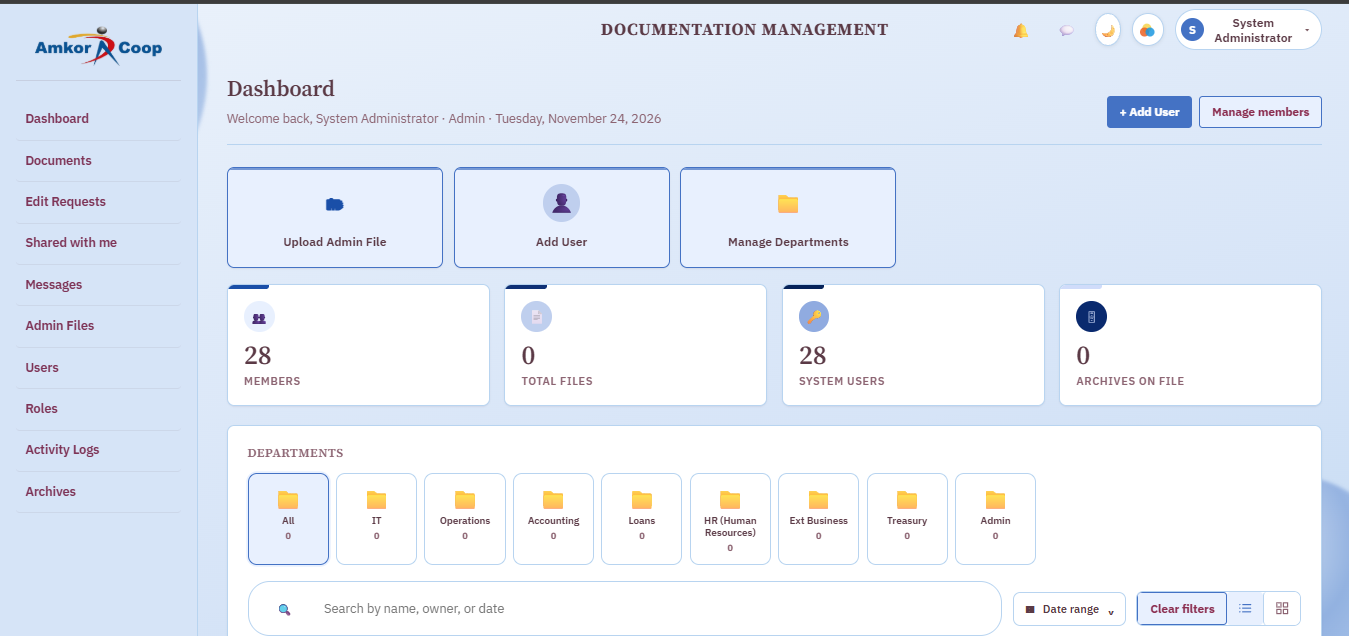 Amkor Coop
DOCUMENTATION MANAGEMENT
S
System
Administrator
Dashboard
Documents
Edit Requests
Shared with me
Messages
Admin Files
Users
Roles
Activity Logs
Archives
Dashboard
Welcome back, System Administrator · Admin · Tuesday, November 24, 2026
+ Add User
Manage members
Upload Admin File
Add User
Manage Departments
28
MEMBERS
0
TOTAL FILES
28
SYSTEM USERS
0
ARCHIVES ON FILE
DEPARTMENTS
All
0
IT
0
Operations
0
Accounting
0
Loans
0
HR (Human
Resources)
0
Ext Business
0
Treasury
0
Admin
0
Search by name, owner, or date
Date range
Clear filters